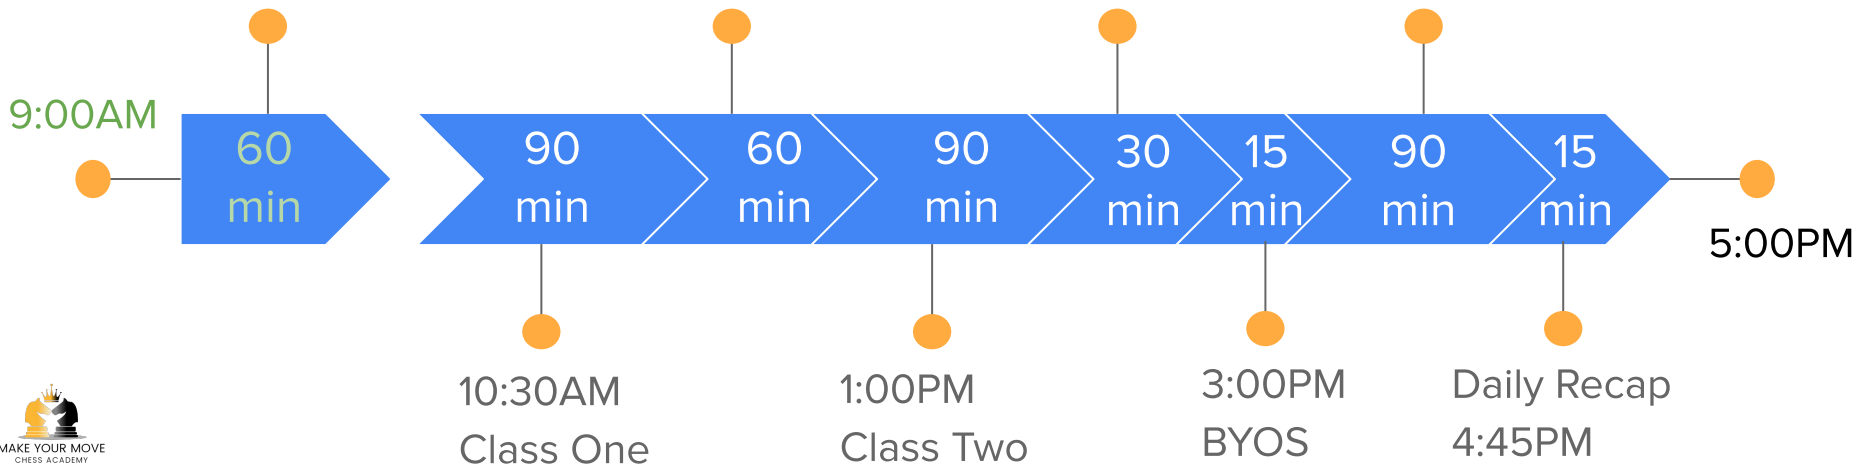 9:00AM
60
min
90
min
60
min
90
min
30
min
15
min
90
min
15
min
5:00PM
10:30AM
Class One
1:00PM
Class Two
3:00PM
BYOS
Daily Recap
4:45PM
MAKE YOUR MOVE
CHESS ACADEMY